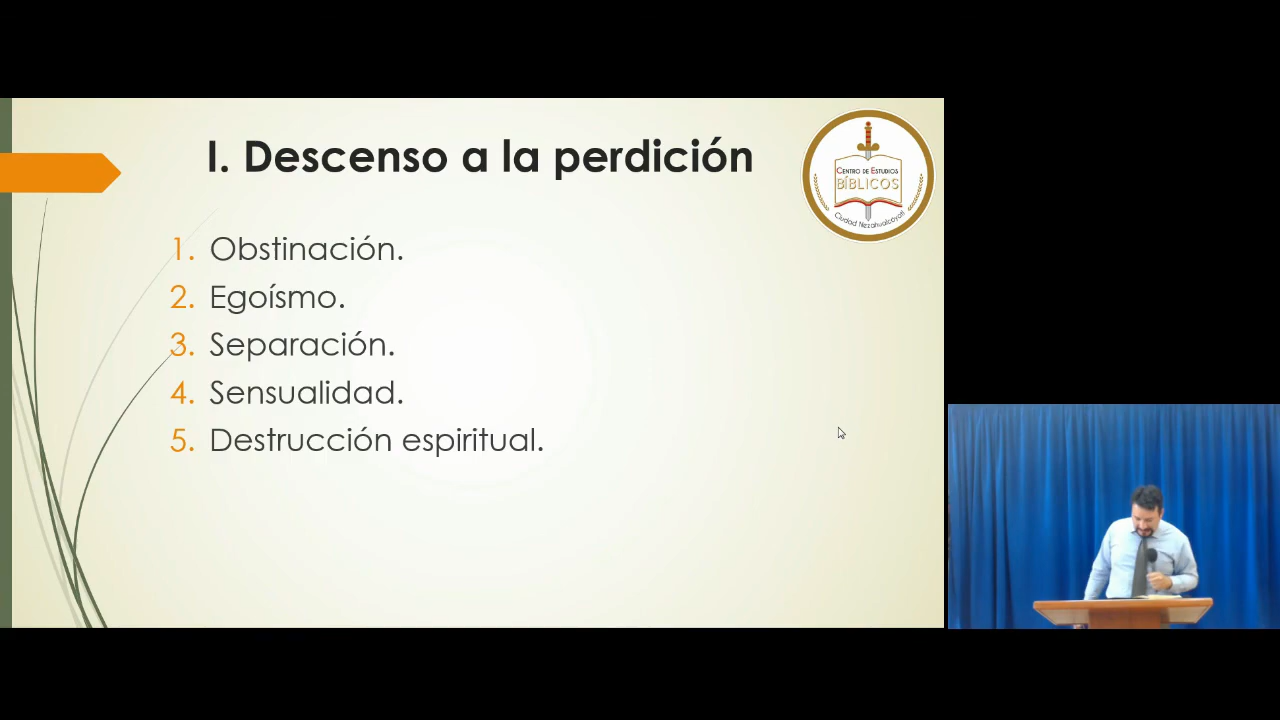 I. Descenso a la perdición
CENTRO DE ESTUDIOS
BÍBLICOS
Ciudad Nezahualcóyotl
1. Obstinación.
2. Egoísmo.
3. Separación.
4. Sensualidad.
5. Destrucción espiritual.